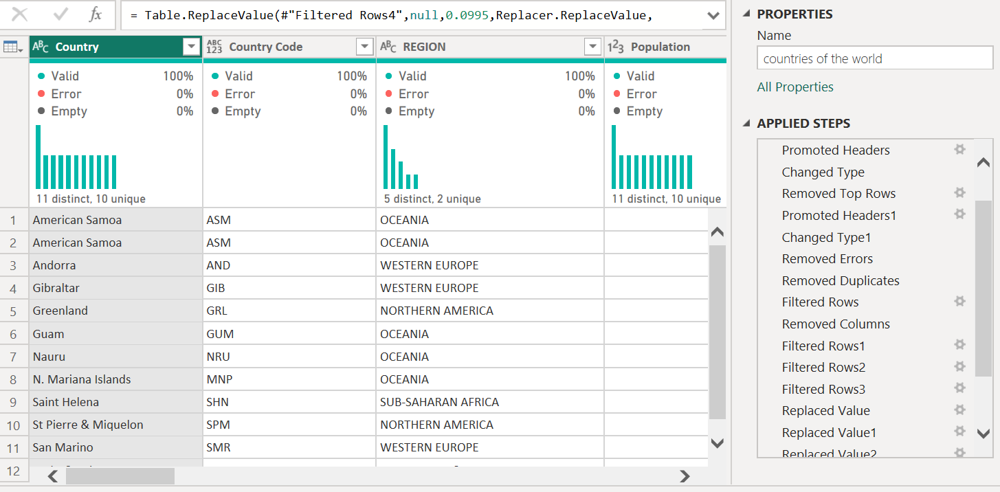 fx = Table.ReplaceValue(#"Filtered Rows4",null,0.0995,Replacer.ReplaceValue,
ABC Country ABC 123 Country Code ABC REGION 123 Population
Valid 100% Valid 100% Valid 100% Valid
Error 0% Error 0% Error 0% Error
Empty 0% Empty 0% Empty 0% Empty
11 distinct, 10 unique 5 distinct, 2 unique 11 distinct, 10 unique
1 American Samoa ASM OCEANIA
2 American Samoa ASM OCEANIA
3 Andorra AND WESTERN EUROPE
4 Gibraltar GIB WESTERN EUROPE
5 Greenland GRL NORTHERN AMERICA
6 Guam GUM OCEANIA
7 Nauru NRU OCEANIA
8 N. Mariana Islands MNP OCEANIA
9 Saint Helena SHN SUB-SAHARAN AFRICA
10 St Pierre & Miquelon SPM NORTHERN AMERICA
11 San Marino SMR WESTERN EUROPE
12
PROPERTIES
Name
countries of the world
All Properties
APPLIED STEPS
Promoted Headers
Changed Type
Removed Top Rows
Promoted Headers1
Changed Type1
Removed Errors
Removed Duplicates
Filtered Rows
Removed Columns
Filtered Rows1
Filtered Rows2
Filtered Rows3
Replaced Value
Replaced Value1
Replaced Value2